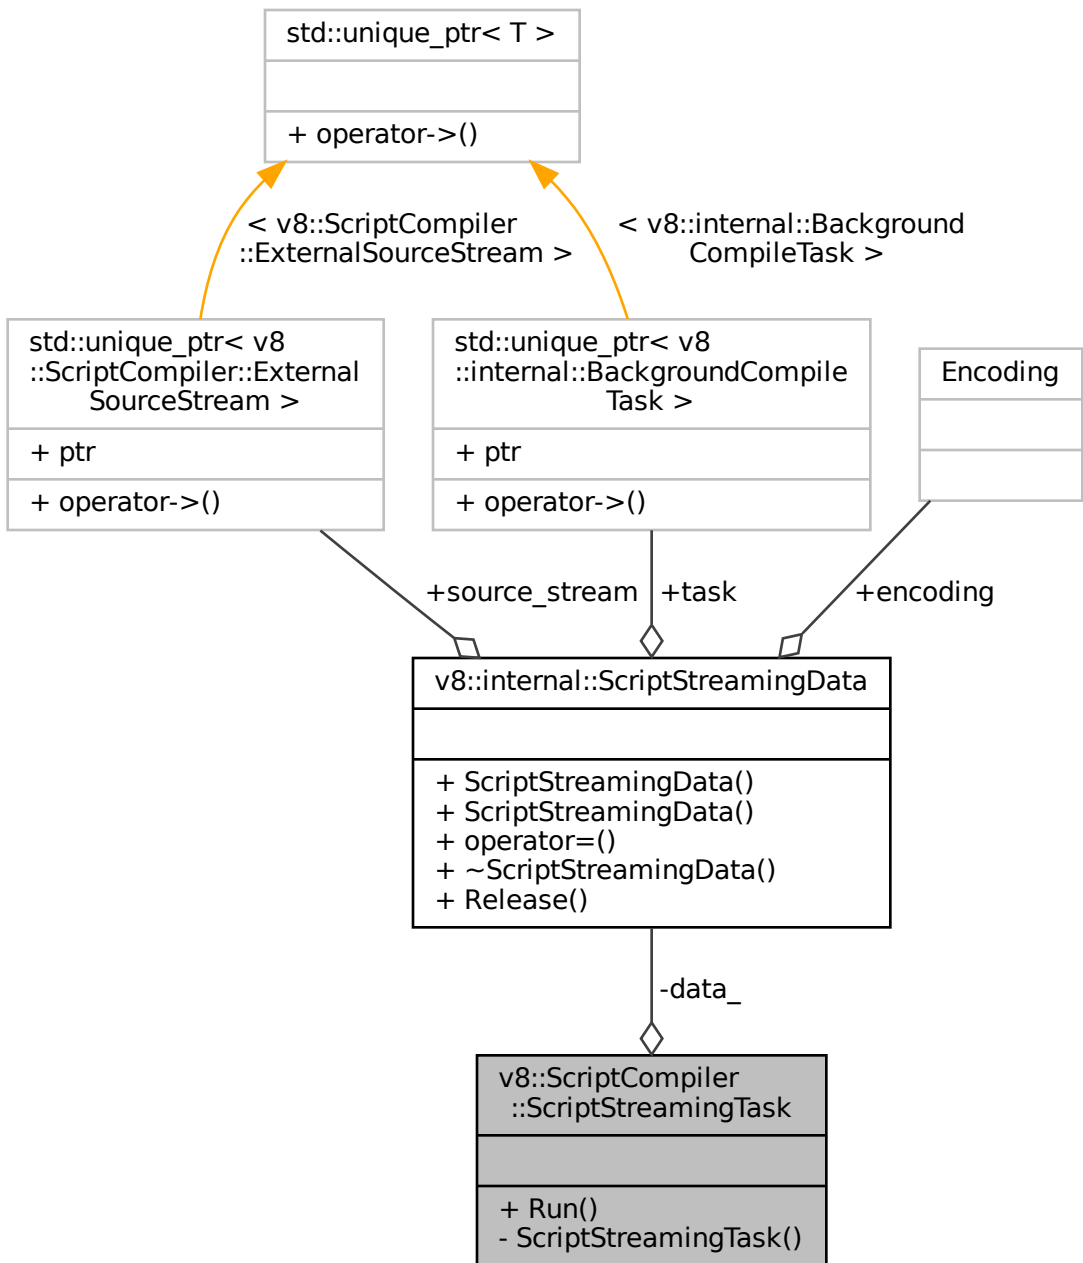 std::unique_ptr< T >
+ operator->()
< v8::ScriptCompiler
::ExternalSourceStream >
< v8::internal::Background
CompileTask >
std::unique_ptr< v8
::ScriptCompiler::External
SourceStream >
+ ptr
+ operator->()
std::unique_ptr< v8
::internal::BackgroundCompile
Task >
+ ptr
+ operator->()
Encoding
+source_stream
+task
+encoding
v8::internal::ScriptStreamingData
+ ScriptStreamingData()
+ ScriptStreamingData()
+ operator=()
+ ~ScriptStreamingData()
+ Release()
-data_
v8::ScriptCompiler
::ScriptStreamingTask
+ Run()
- ScriptStreamingTask()